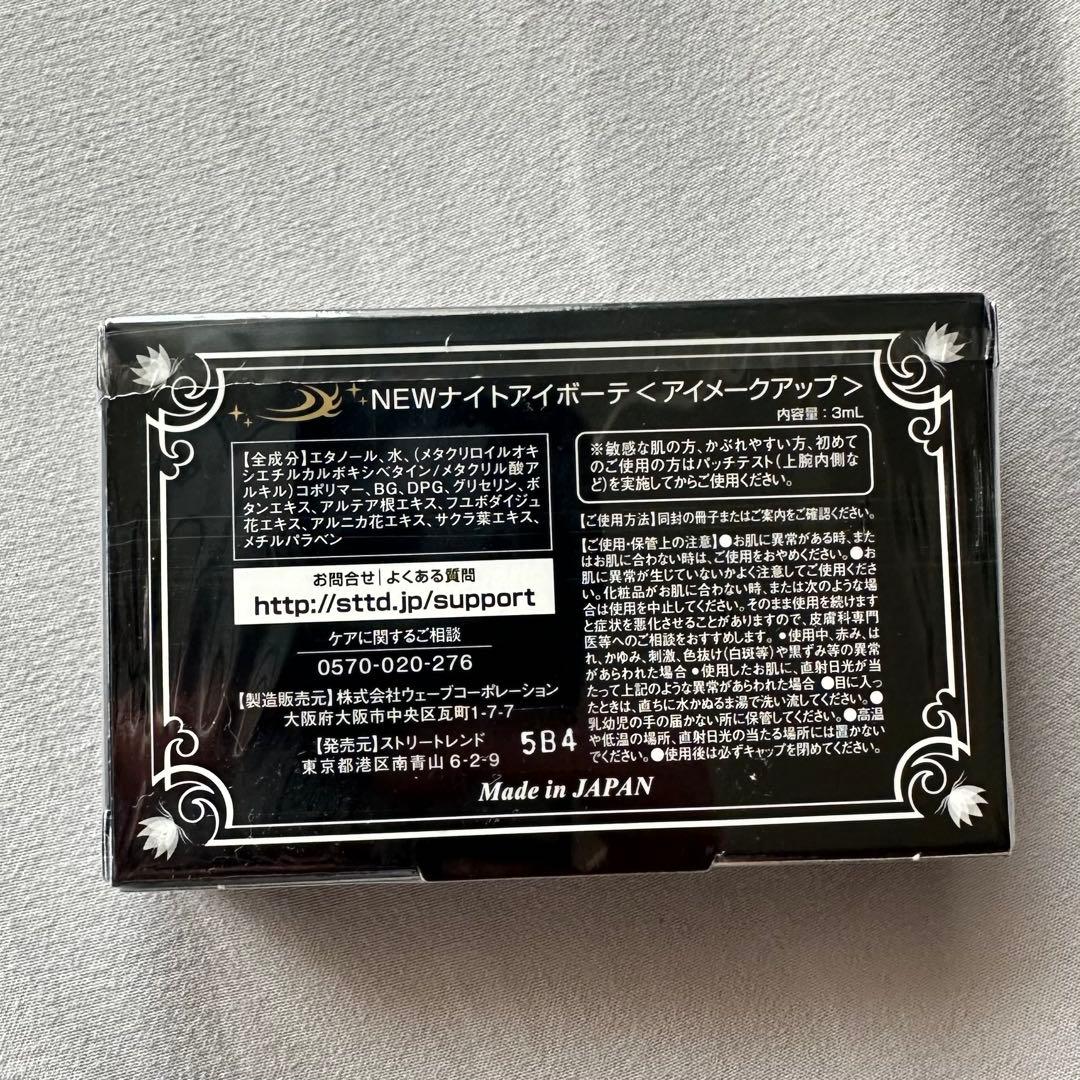 NEWナイトアイボーテ＜アイメークアップ＞
内容量：3mL
【全成分】エタノール、水、（メタクリロイルオキ
シエチルカルボキシベタイン/メタクリル酸ア
ルキル）コポリマー、BG、DPG、グリセリン、ボ
タンエキス、アルテア根エキス、フユボダイジュ
花エキス、アルニカ花エキス、サクラ葉エキス、
メチルパラベン
お問合せ|よくある質問
http://sttd.jp/support
ケアに関するご相談
0570-020-276
【製造販売元】株式会社ウェーブコーポレーション
大阪府大阪市中央区瓦町1-7-7
【発売元】ストリートレンド
東京都港区南青山6-2-9
5B4
※敏感な肌の方、かぶれやすい方、初めて
のご使用の方はパッチテスト（上腕内側な
ど）を実施してからご使用ください。
【ご使用方法】同封の冊子またはご案内をご確認ください。
【ご使用・保管上の注意】●お肌に異常がある時、また
はお肌に合わない時は、ご使用をおやめください。●お
肌に異常が生じていないかよく注意してご使用くださ
い。化粧品がお肌に合わない時、または次のような場
合は使用を中止してください。そのまま使用を続けます
と症状を悪化させることがありますので、皮膚科専門
医等へのご相談をおすすめします。●使用中、赤み、は
れ、かゆみ、刺激、色抜け（白斑等）や黒ずみ等の異常
があらわれた場合 ●使用したお肌に、直射日光が当
たって上記のような異常があらわれた場合 ●目に入っ
たときは、直ちに水かぬるま湯で洗い流してください。●
乳幼児の手の届かない所に保管してください。●高温
や低温の場所、直射日光の当たる場所には置かない
でください。●使用後は必ずキャップを閉めてください。
Made in JAPAN